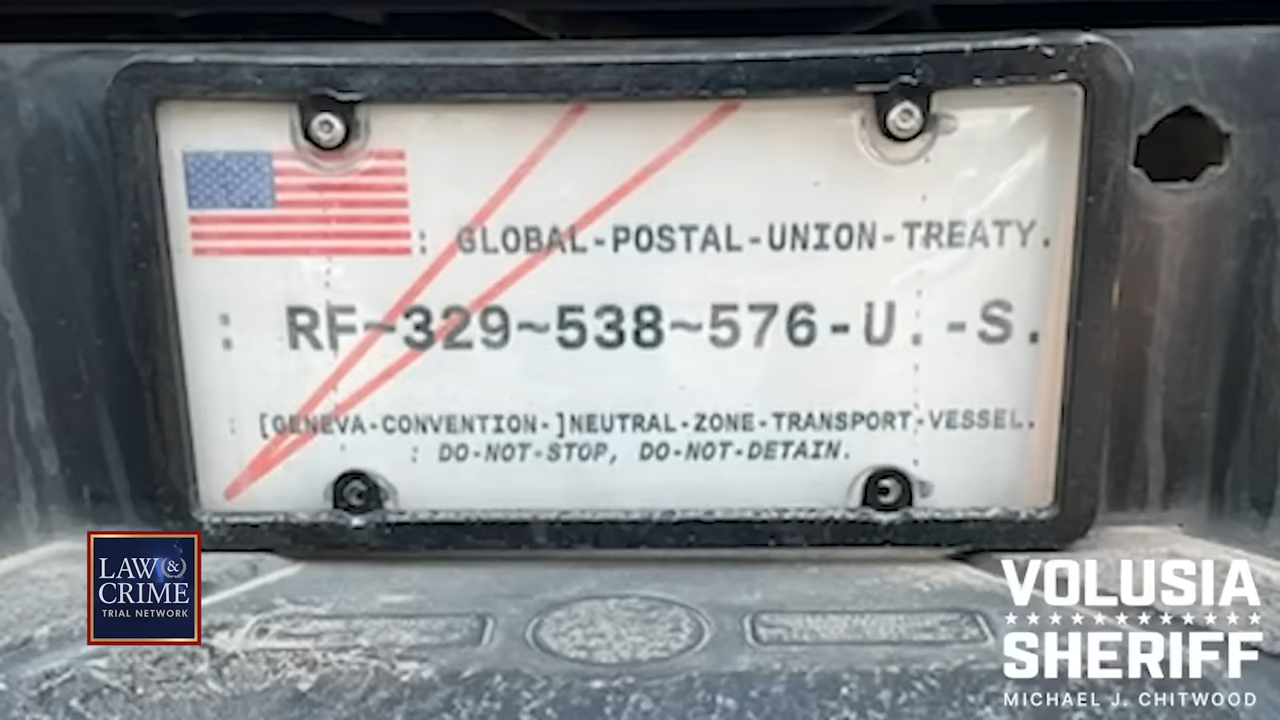 : GLOBAL-POSTAL-UNION-TREATY.
: RF~329~538~576-U.-S.
: [GENEVA-CONVENTION-]NEUTRAL-ZONE-TRANSPORT-VESSEL.
: DO-NOT-STOP, DO-NOT-DETAIN.
LAW &
CRIME
TRIAL NETWORK
VOLUSIA
SHERIFF
MICHAEL J. CHITWOOD